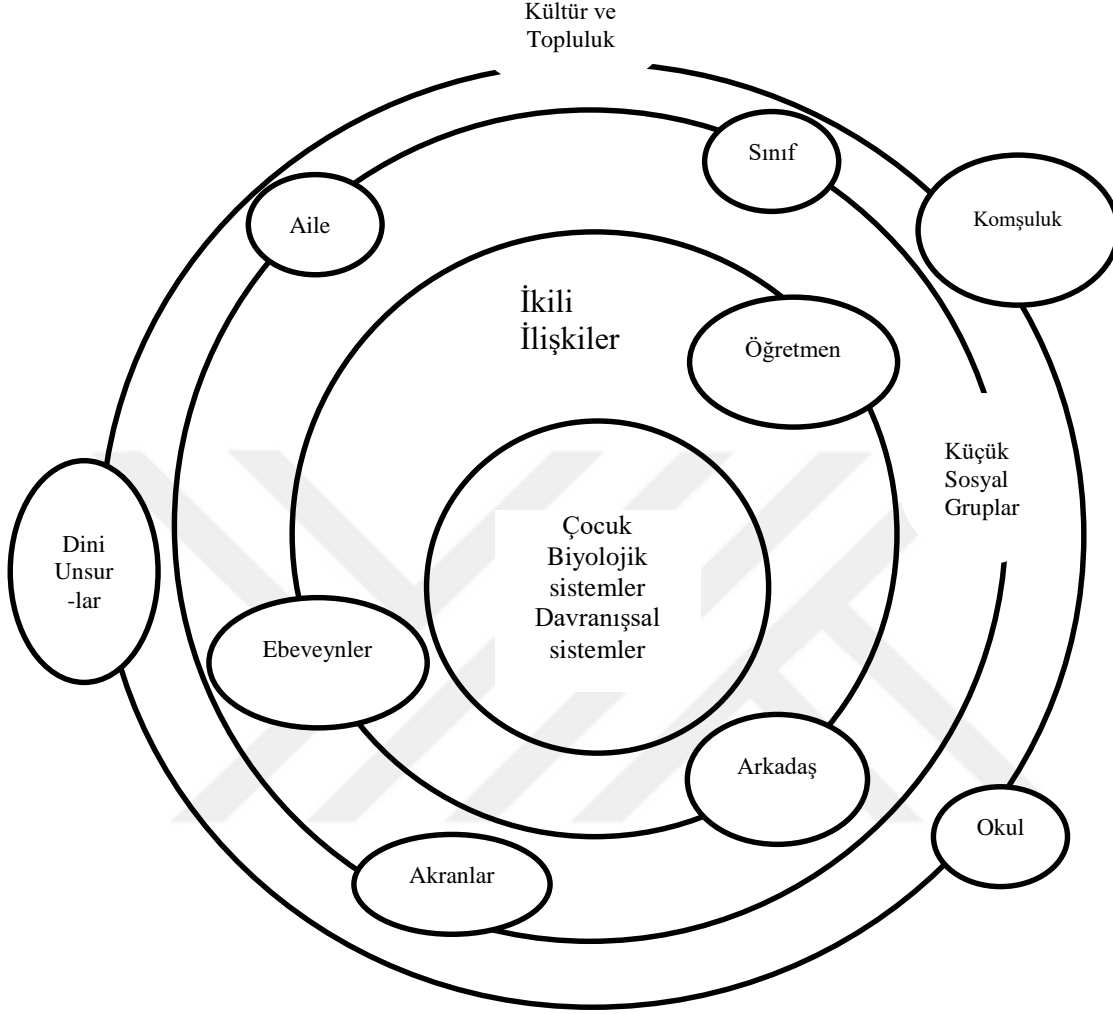 Kültür ve
Topluluk
Sınıf
Aile
Komşuluk
İkili
İlişkiler
Öğretmen
Küçük
Sosyal
Gruplar
Çocuk
Biyolojik
sistemler
Davranışsal
sistemler
Dini
Unsur
-lar
Ebeveynler
Arkadaş
Okul
Akranlar